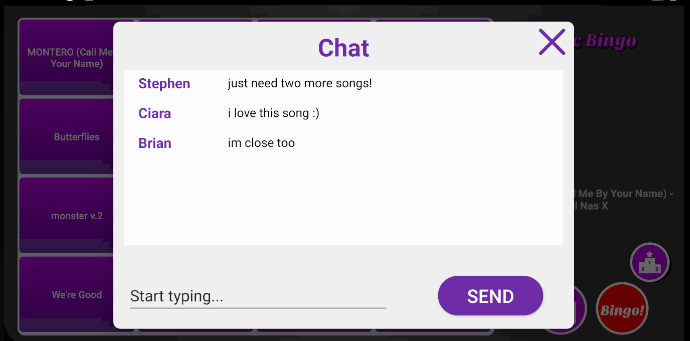 Chat
Stephen just need two more songs!
Ciara i love this song :)
Brian im close too
Start typing...
SEND
MONTERO (Call Me
Your Name)
Butterflies
monster v.2
We're Good
Bingo
Me By Your Name) -
l Nas X
Bingo!